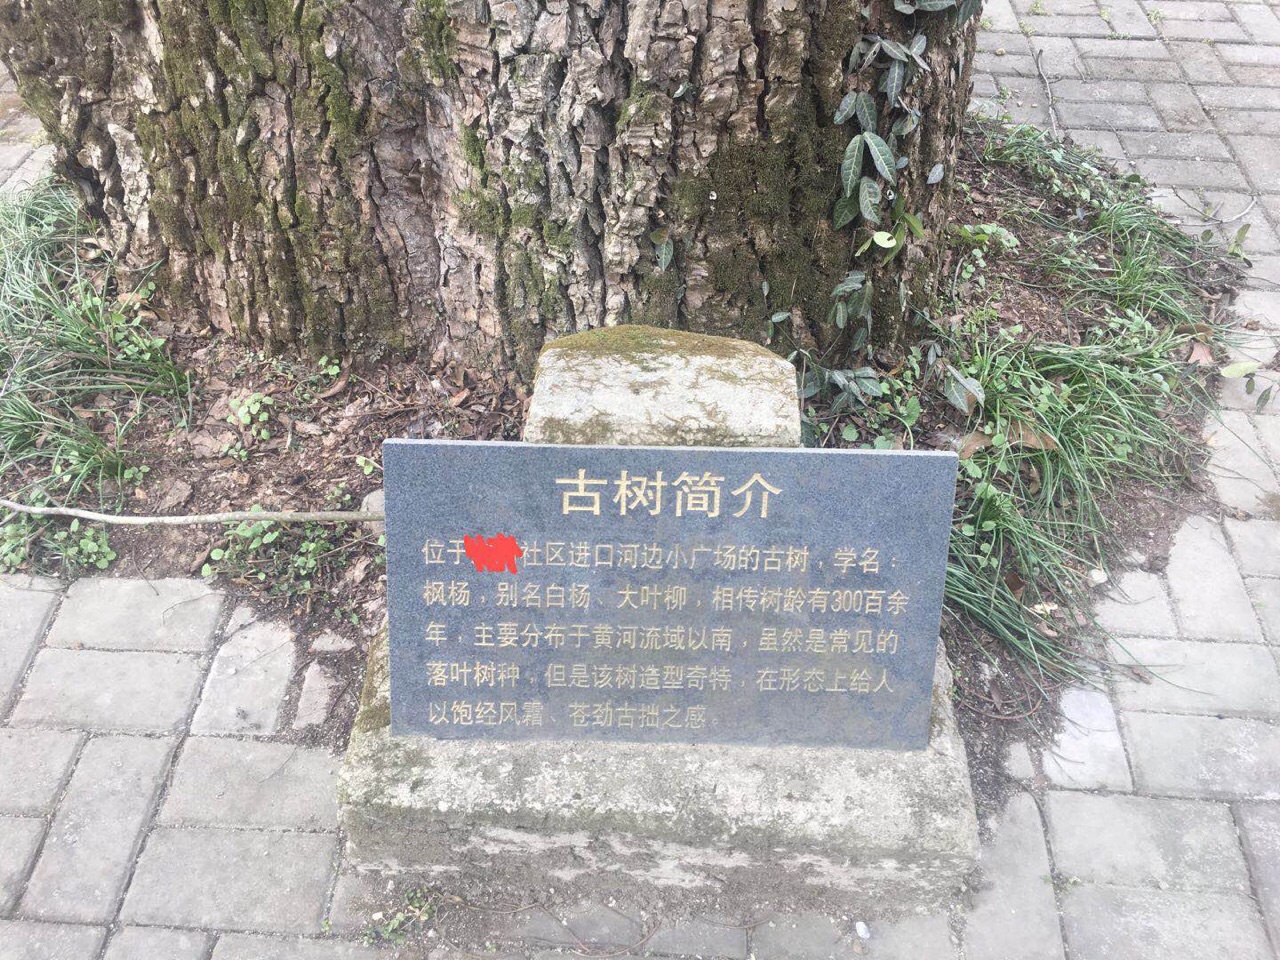 古树简介
位于社区进口河边小广场的古树，学名：
枫杨，别名白杨、大叶柳，相传树龄有300百余
年，主要分布于黄河流域以南，虽然是常见的
落叶树种，但是该树造型奇特，在形态上给人
以饱经风霜、苍劲古拙之感。